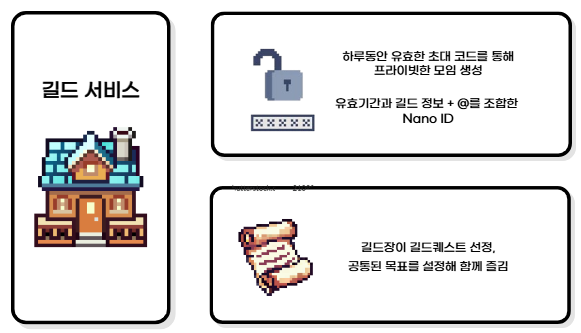 길드 서비스
하루동안 유효한 초대 코드를 통해
프라이빗한 모임 생성
유효기간과 길드 정보 + @를 조합한
Nano ID
길드장이 길드퀘스트 선정,
공통된 목표를 설정해 함께 즐김